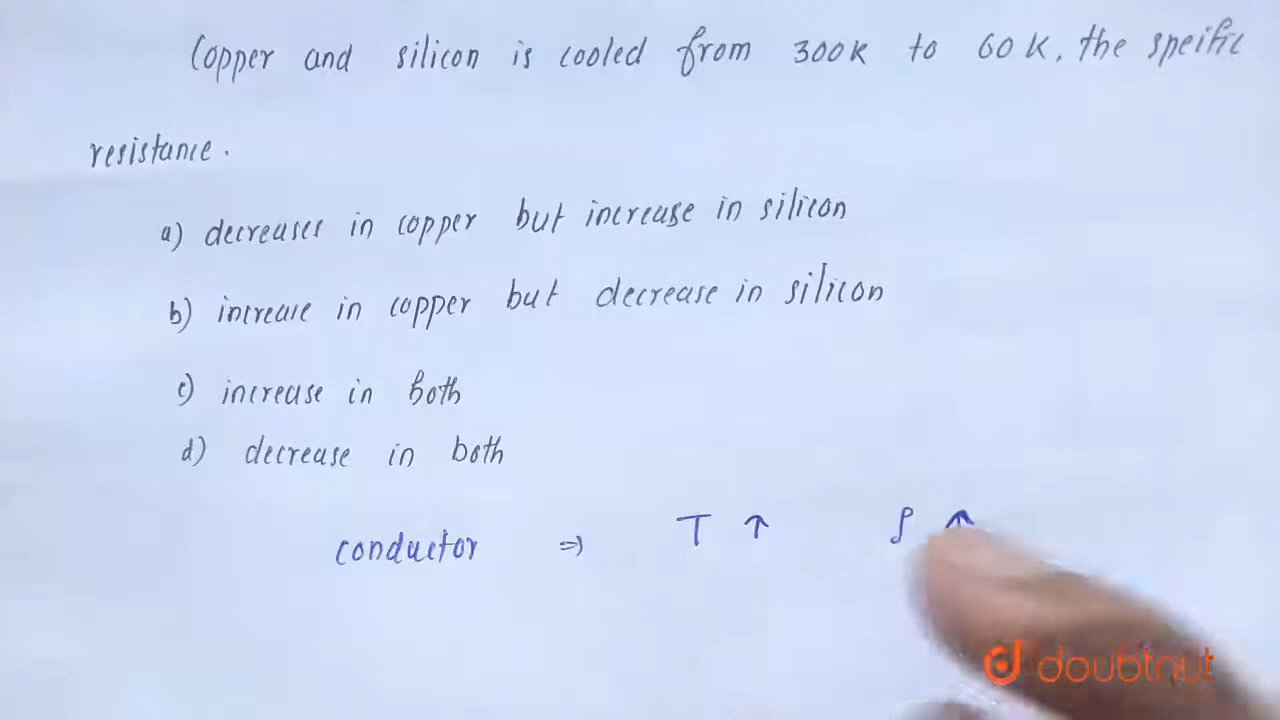 Copper and silicon is cooled from 300K to 60K, the speific
resistance.
a) decreases in copper but increase in silicon
b) increase in copper but decrease in silicon
c) increase in both
d) decrease in both
conductor ⇒ T ↑ ρ ↑
doubtnut